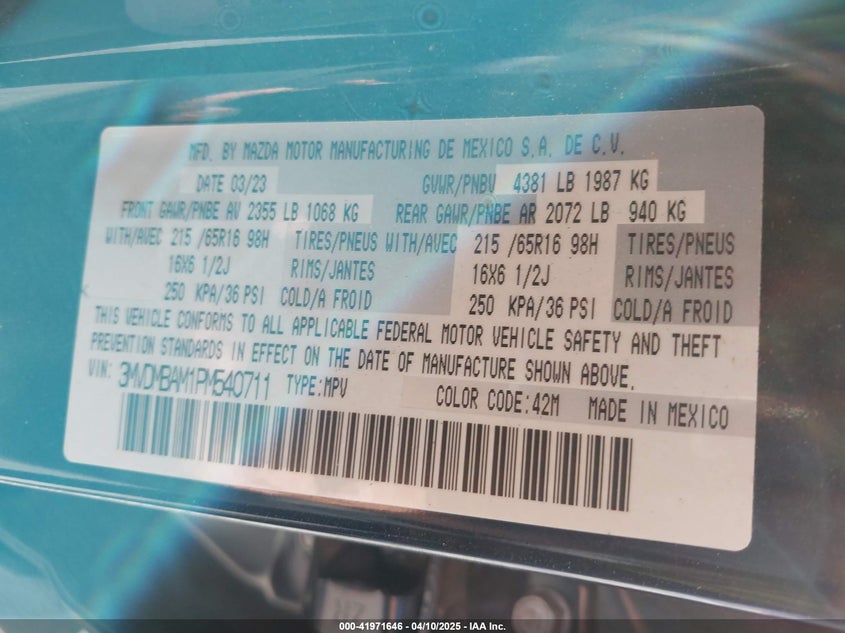 MFD. BY MAZDA MOTOR MANUFACTURING DE MEXICO S.A. DE C.V.
DATE 03/23 GVWR/PNBV 4381 LB 1987 KG
FRONT GAWR/PNBE AV 2355 LB 1068 KG REAR GAWR/PNBE AR 2072 LB 940 KG
WITH/AVEC 215 /65R16 98H TIRES/PNEUS WITH/AVEC 215 /65R16 98H TIRES/PNEUS
16X6 1/2J RIMS/JANTES 16X6 1/2J RIMS/JANTES
250 KPA/36 PSI COLD/A FROID 250 KPA/36 PSI COLD/A FROID
THIS VEHICLE CONFORMS TO ALL APPLICABLE FEDERAL MOTOR VEHICLE SAFETY AND THEFT
PREVENTION STANDARDS IN EFFECT ON THE DATE OF MANUFACTURE SHOWN ABOVE.
VIN: 3MVDMBAM1PM540711 TYPE:MPV COLOR CODE:42M MADE IN MEXICO
000-41971646 - 04/10/2025 - IAA Inc.